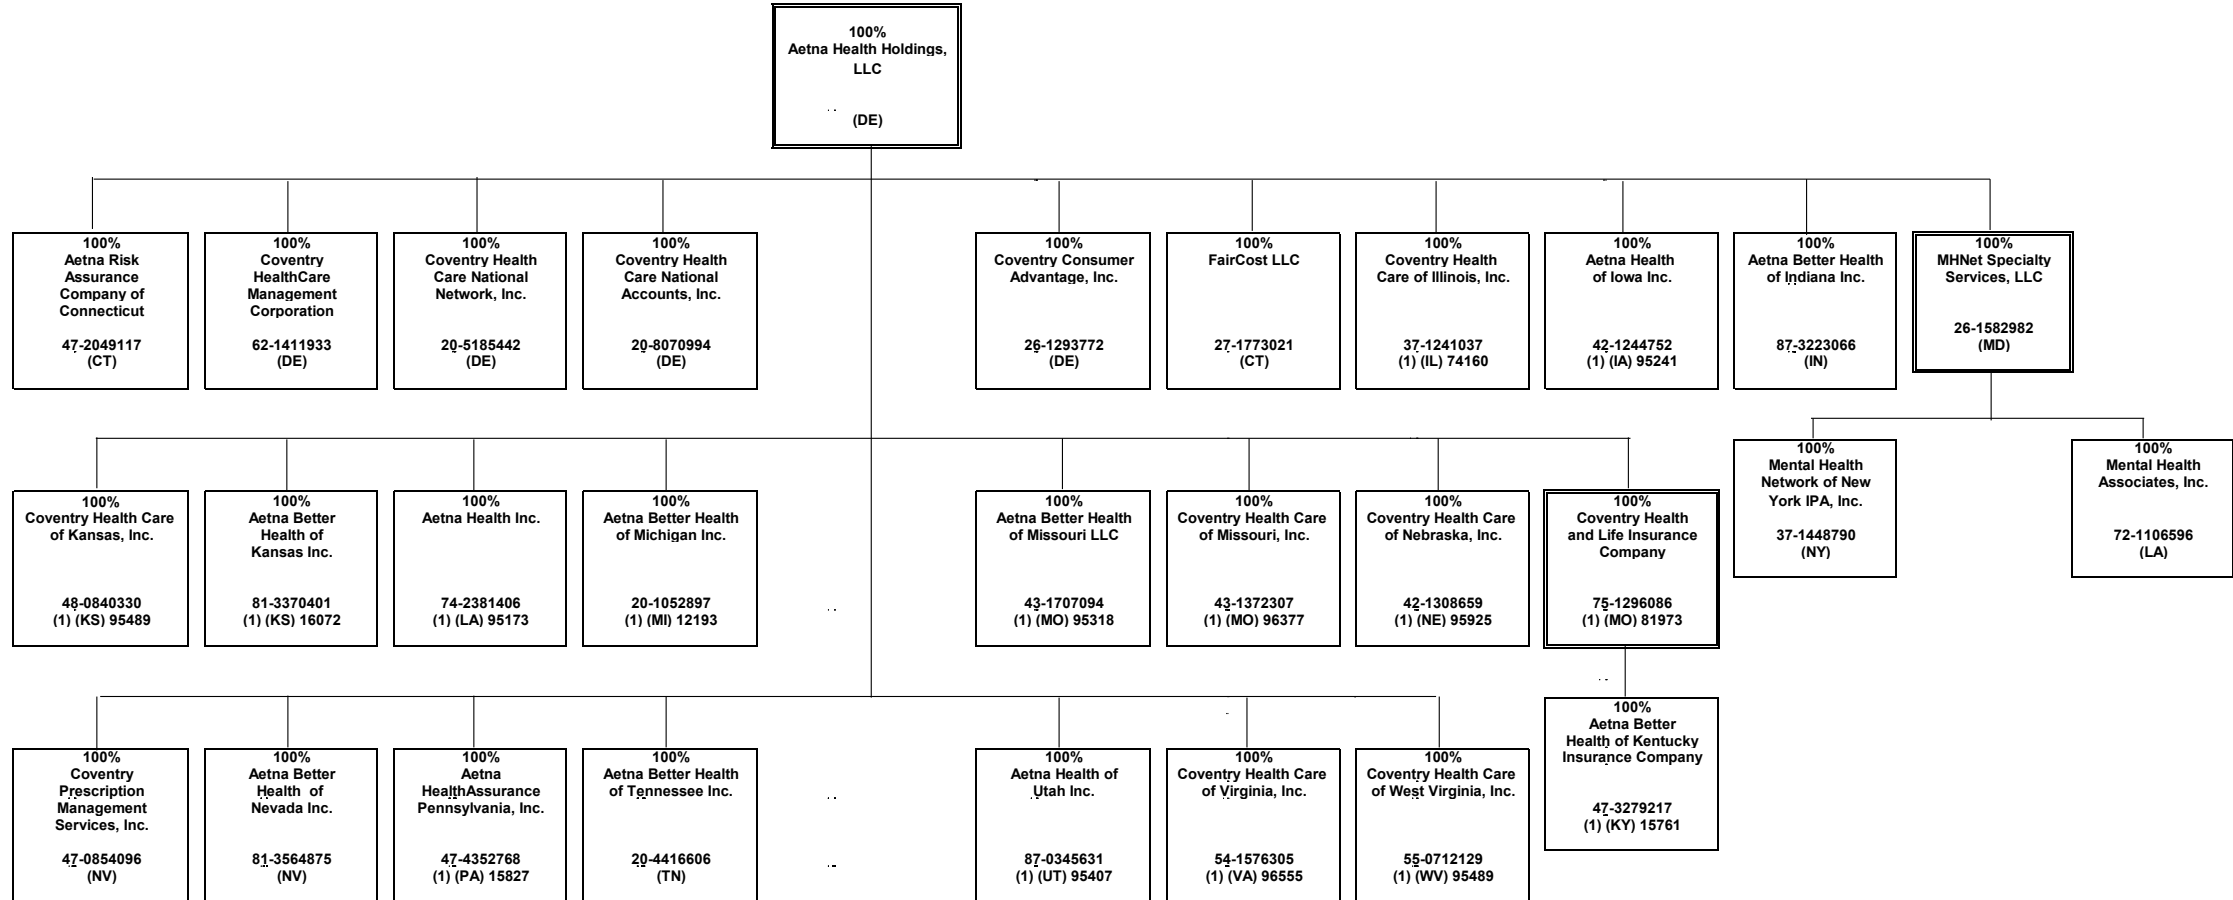 100%
Aetna Health Holdings,
LLC
(DE)
100%
Aetna Risk
Assurance
Company of
Connecticut
47-2049117
(CT)
100%
Coventry
HealthCare
Management
Corporation
62-1411933
(DE)
100%
Coventry Health
Care National
Network, Inc.
20-5185442
(DE)
100%
Coventry Health
Care National
Accounts, Inc.
20-8070994
(DE)
100%
Coventry Consumer
Advantage, Inc.
26-1293772
(DE)
100%
FairCost LLC
27-1773021
(CT)
100%
Coventry Health
Care of Illinois, Inc.
37-1241037
(1) (IL) 74160
100%
Aetna Health
of Iowa Inc.
42-1244752
(1) (IA) 95241
100%
Aetna Better Health
of Indiana Inc.
87-3223066
(IN)
100%
MHNet Specialty
Services, LLC
26-1582982
(MD)
100%
Mental Health
Network of New
York IPA, Inc.
37-1448790
(NY)
100%
Mental Health
Associates, Inc.
72-1106596
(LA)
100%
Coventry Health Care
of Kansas, Inc.
48-0840330
(1) (KS) 95489
100%
Aetna Better
Health of
Kansas Inc.
81-3370401
(1) (KS) 16072
100%
Aetna Health Inc.
74-2381406
(1) (LA) 95173
100%
Aetna Better Health
of Michigan Inc.
20-1052897
(1) (MI) 12193
100%
Aetna Better Health
of Missouri LLC
43-1707094
(1) (MO) 95318
100%
Coventry Health Care
of Missouri, Inc.
43-1372307
(1) (MO) 96377
100%
Coventry Health Care
of Nebraska, Inc.
42-1308659
(1) (NE) 95925
100%
Coventry Health
and Life Insurance
Company
75-1296086
(1) (MO) 81973
100%
Aetna Better
Health of Kentucky
Insurance Company
47-3279217
(1) (KY) 15761
100%
Coventry
Prescription
Management
Services, Inc.
47-0854096
(NV)
100%
Aetna Better
Health of
Nevada Inc.
81-3564875
(NV)
100%
Aetna
HealthAssurance
Pennsylvania, Inc.
47-4352768
(1) (PA) 15827
100%
Aetna Better Health
of Tennessee Inc.
20-4416606
(TN)
100%
Aetna Health of
Utah Inc.
87-0345631
(1) (UT) 95407
100%
Coventry Health Care
of Virginia, Inc.
54-1576305
(1) (VA) 96555
100%
Coventry Health Care
of West Virginia, Inc.
55-0712129
(1) (WV) 95489